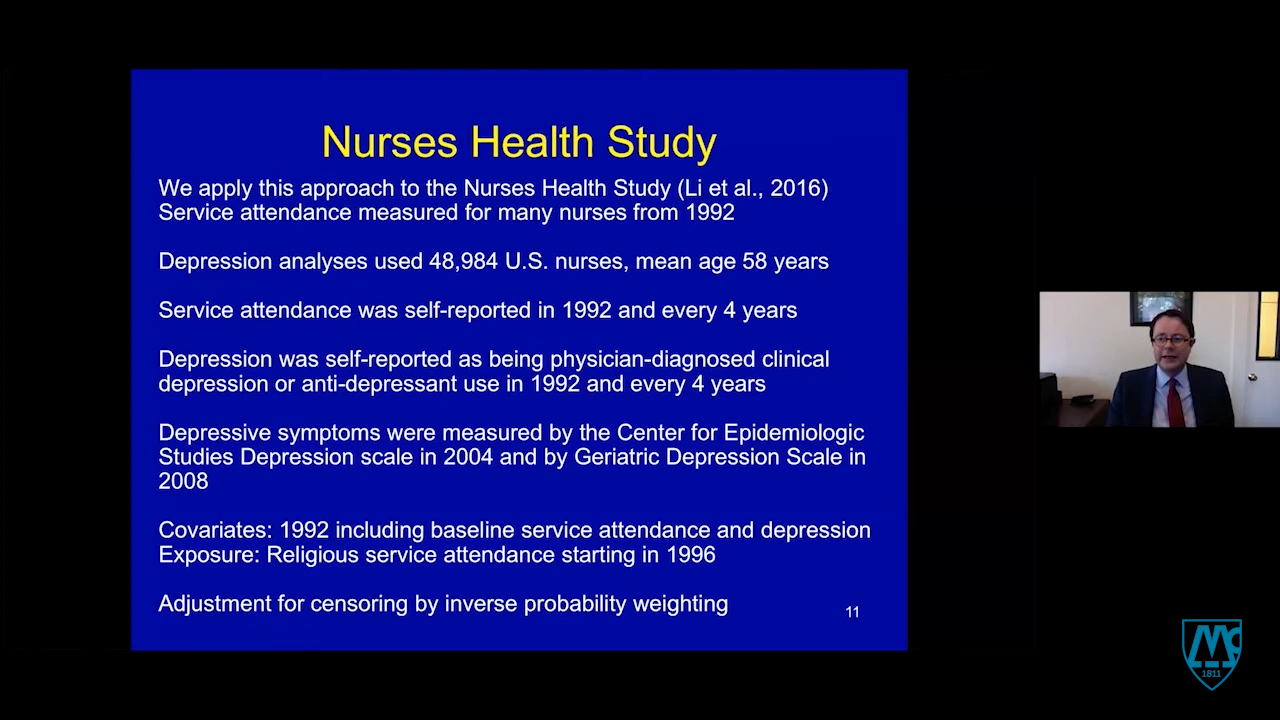 Nurses Health Study
We apply this approach to the Nurses Health Study (Li et al., 2016)
Service attendance measured for many nurses from 1992
Depression analyses used 48,984 U.S. nurses, mean age 58 years
Service attendance was self-reported in 1992 and every 4 years
Depression was self-reported as being physician-diagnosed clinical
depression or anti-depressant use in 1992 and every 4 years
Depressive symptoms were measured by the Center for Epidemiologic
Studies Depression scale in 2004 and by Geriatric Depression Scale in
2008
Covariates: 1992 including baseline service attendance and depression
Exposure: Religious service attendance starting in 1996
Adjustment for censoring by inverse probability weighting
11
1811